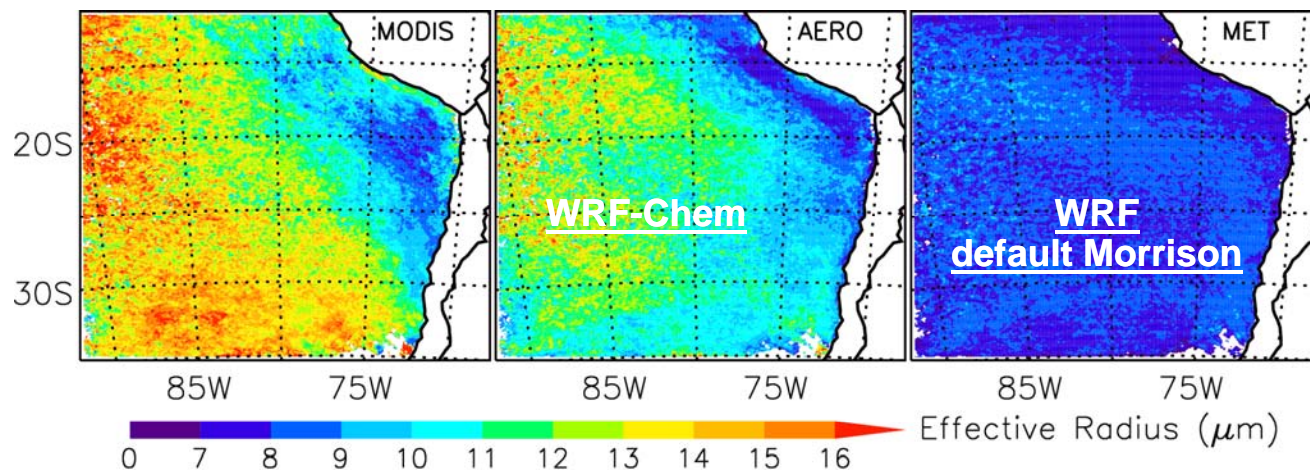 MODIS
AERO
MET
20S
30S
WRF-Chem
WRF
default Morrison
85W 75W 85W 75W 85W 75W
Effective Radius (μm)
0 7 8 9 10 11 12 13 14 15 16